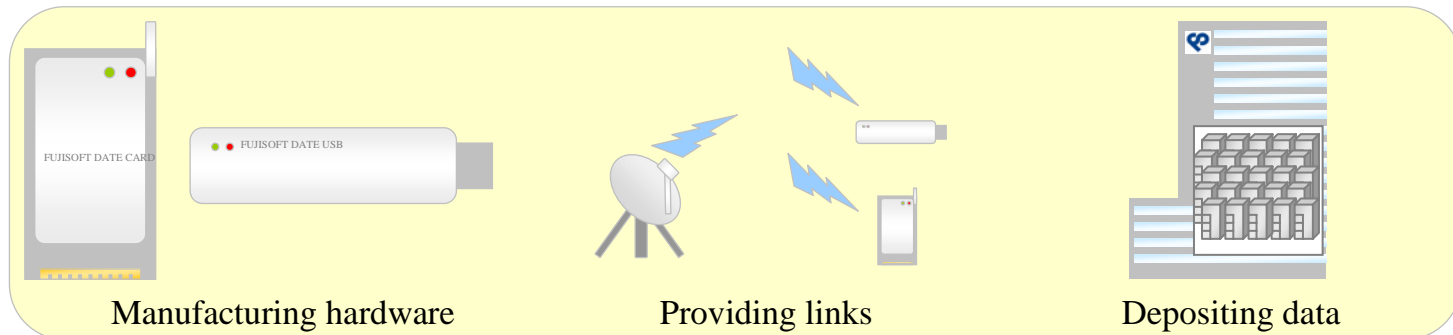 FUJISOFT DATE CARD
FUJISOFT DATE USB
Manufacturing hardware
Providing links
Depositing data